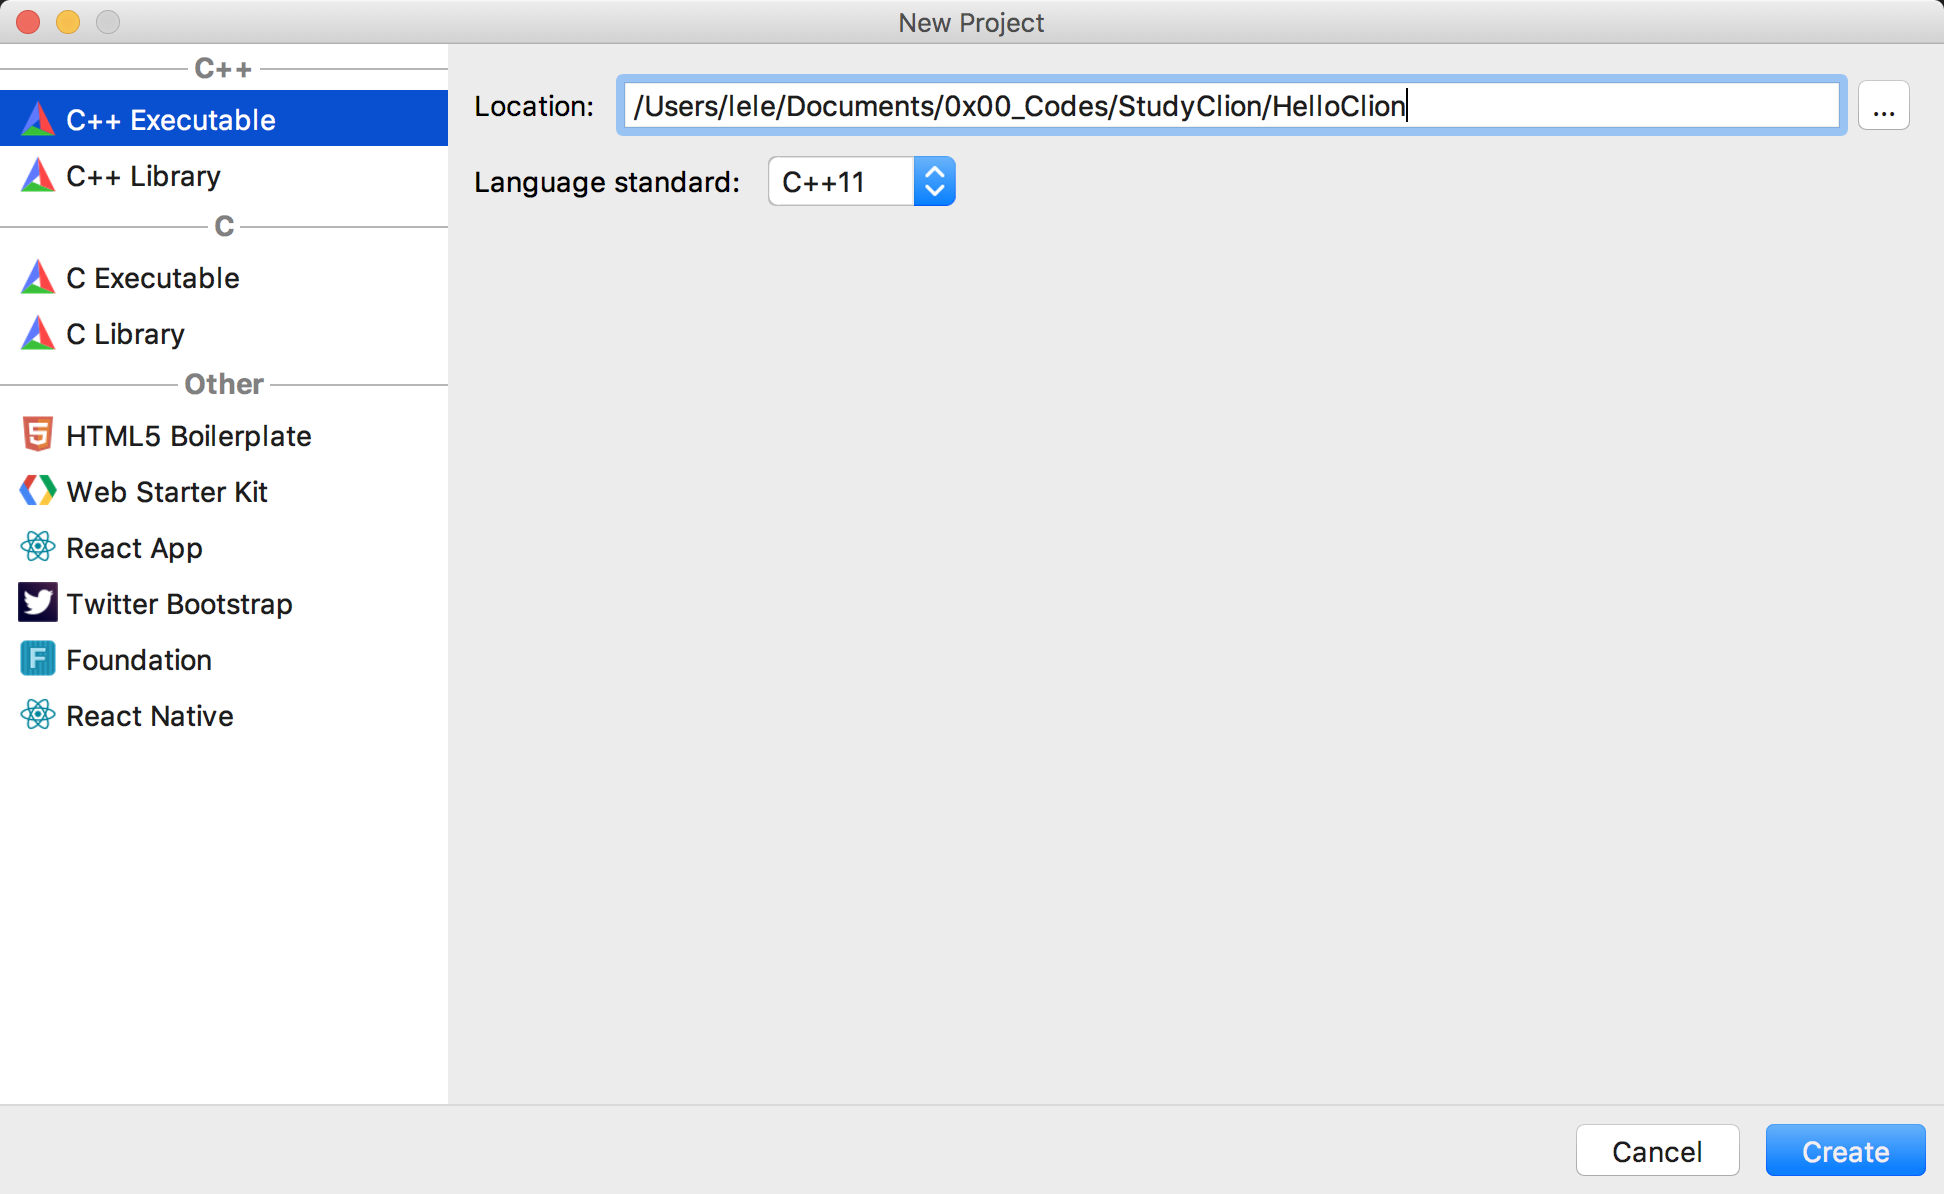 New Project
C++
C++ Executable
C++ Library
C
C Executable
C Library
Other
HTML5 Boilerplate
Web Starter Kit
React App
Twitter Bootstrap
Foundation
React Native
Location: /Users/lele/Documents/0x00_Codes/StudyClion/HelloClion ...
Language standard: C++11
Cancel Create